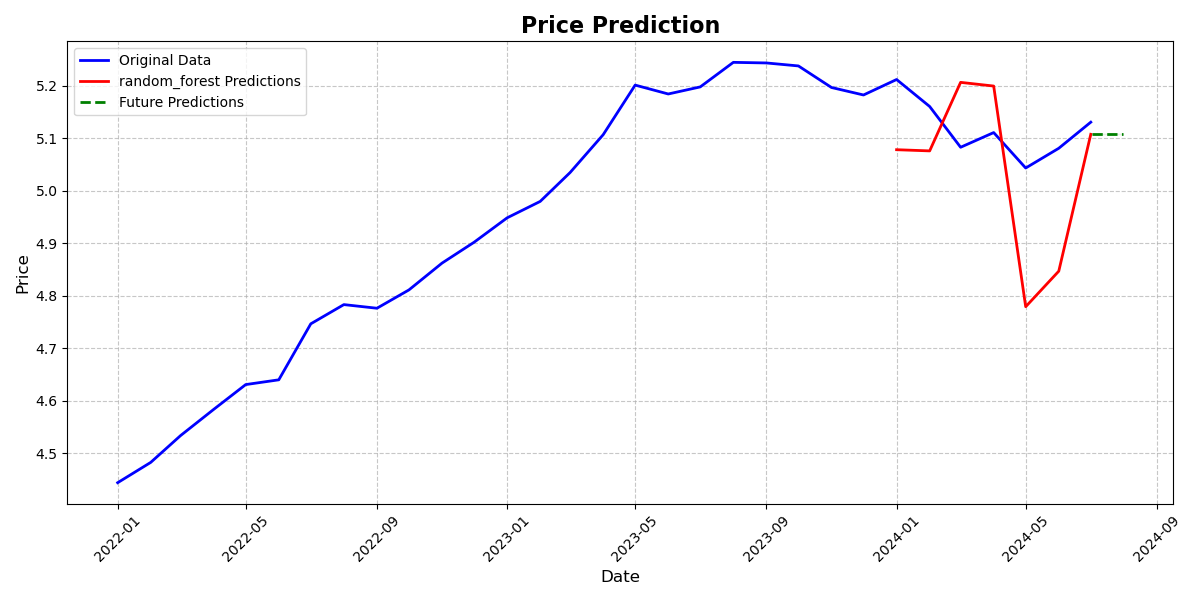 Price Prediction
Original Data
random_forest Predictions
Future Predictions
5.2
5.1
5.0
4.9
4.8
4.7
4.6
4.5
Price
2022-01
2022-05
2022-09
2023-01
2023-05
2023-09
2024-01
2024-05
2024-09
Date